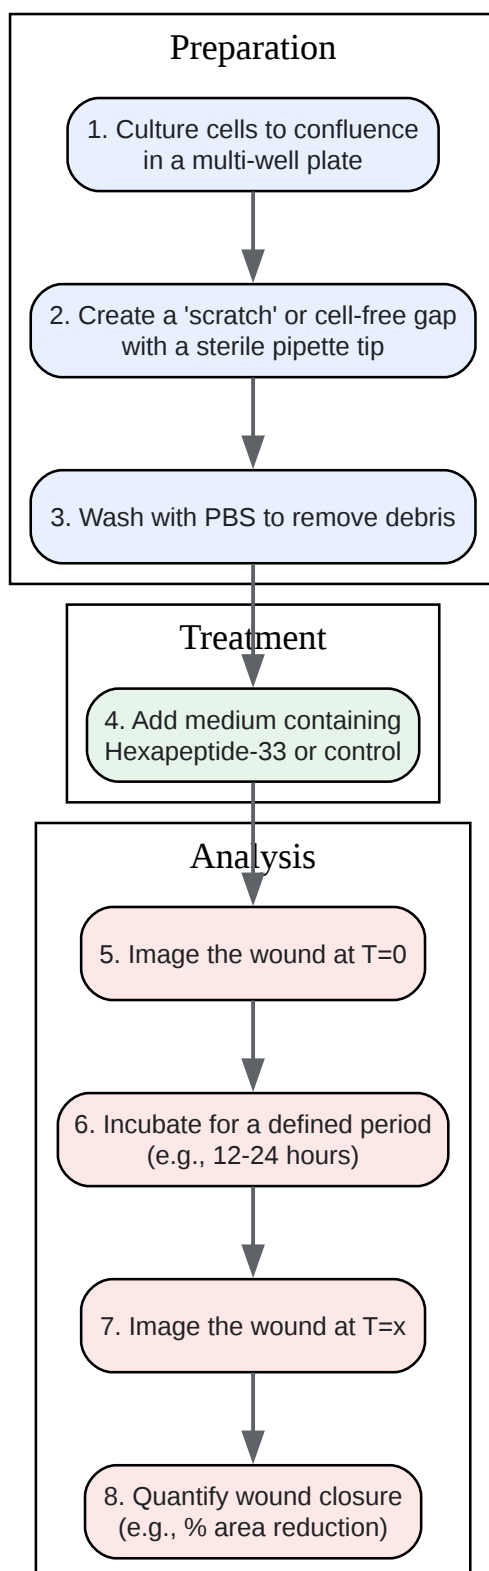 Preparation
1. Culture cells to confluence
in a multi-well plate
2. Create a 'scratch' or cell-free gap
with a sterile pipette tip
3. Wash with PBS to remove debris
Treatment
4. Add medium containing
Hexapeptide-33 or control
Analysis
5. Image the wound at T=0
6. Incubate for a defined period
(e.g., 12-24 hours)
7. Image the wound at T=x
8. Quantify wound closure
(e.g., % area reduction)